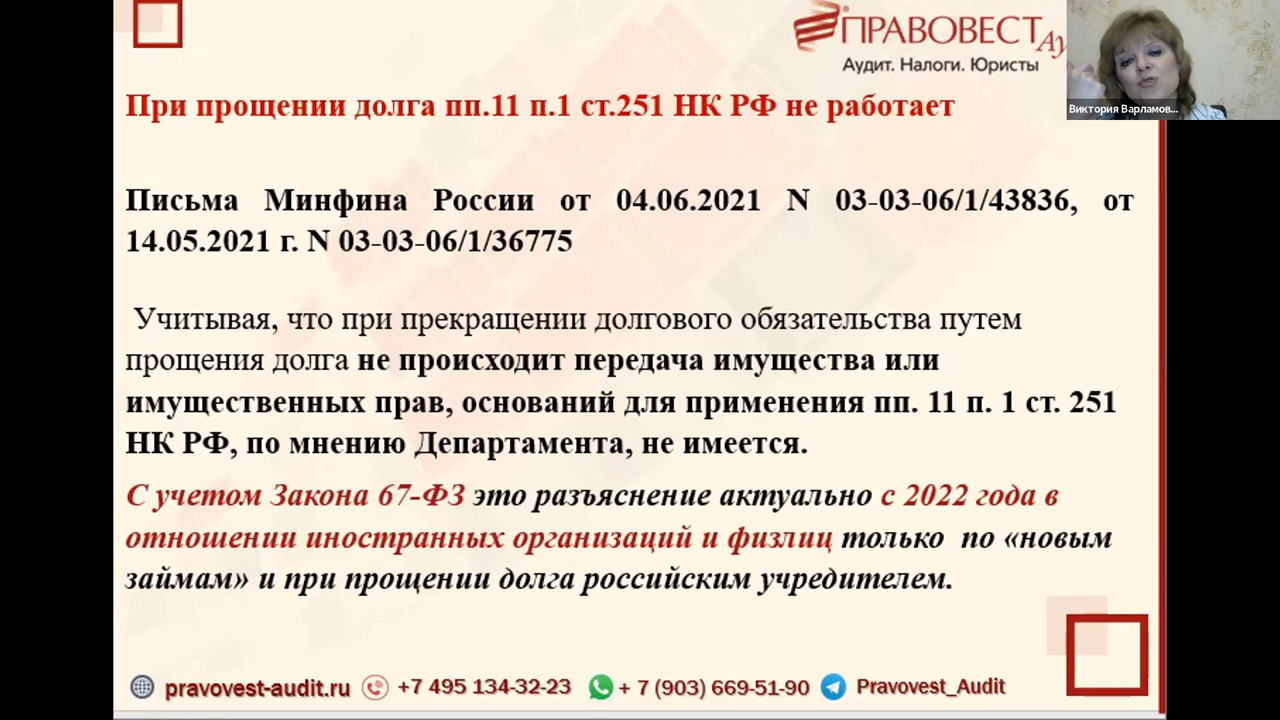 ПРАВОВЕСТ Ау
Аудит. Налоги. Юристы
Виктория Варламов...
При прощении долга пп.11 п.1 ст.251 НК РФ не работает
Письма Минфина России от 04.06.2021 N 03-03-06/1/43836, от
14.05.2021 г. N 03-03-06/1/36775
Учитывая, что при прекращении долгового обязательства путем
прощения долга не происходит передача имущества или
имущественных прав, оснований для применения пп. 11 п. 1 ст. 251
НК РФ, по мнению Департамента, не имеется.
С учетом Закона 67-ФЗ это разъяснение актуально с 2022 года в
отношении иностранных организаций и физлиц только по «новым
займам» и при прощении долга российским учредителем.
pravovest-audit.ru +7 495 134-32-23 + 7 (903) 669-51-90 Pravovest_Audit